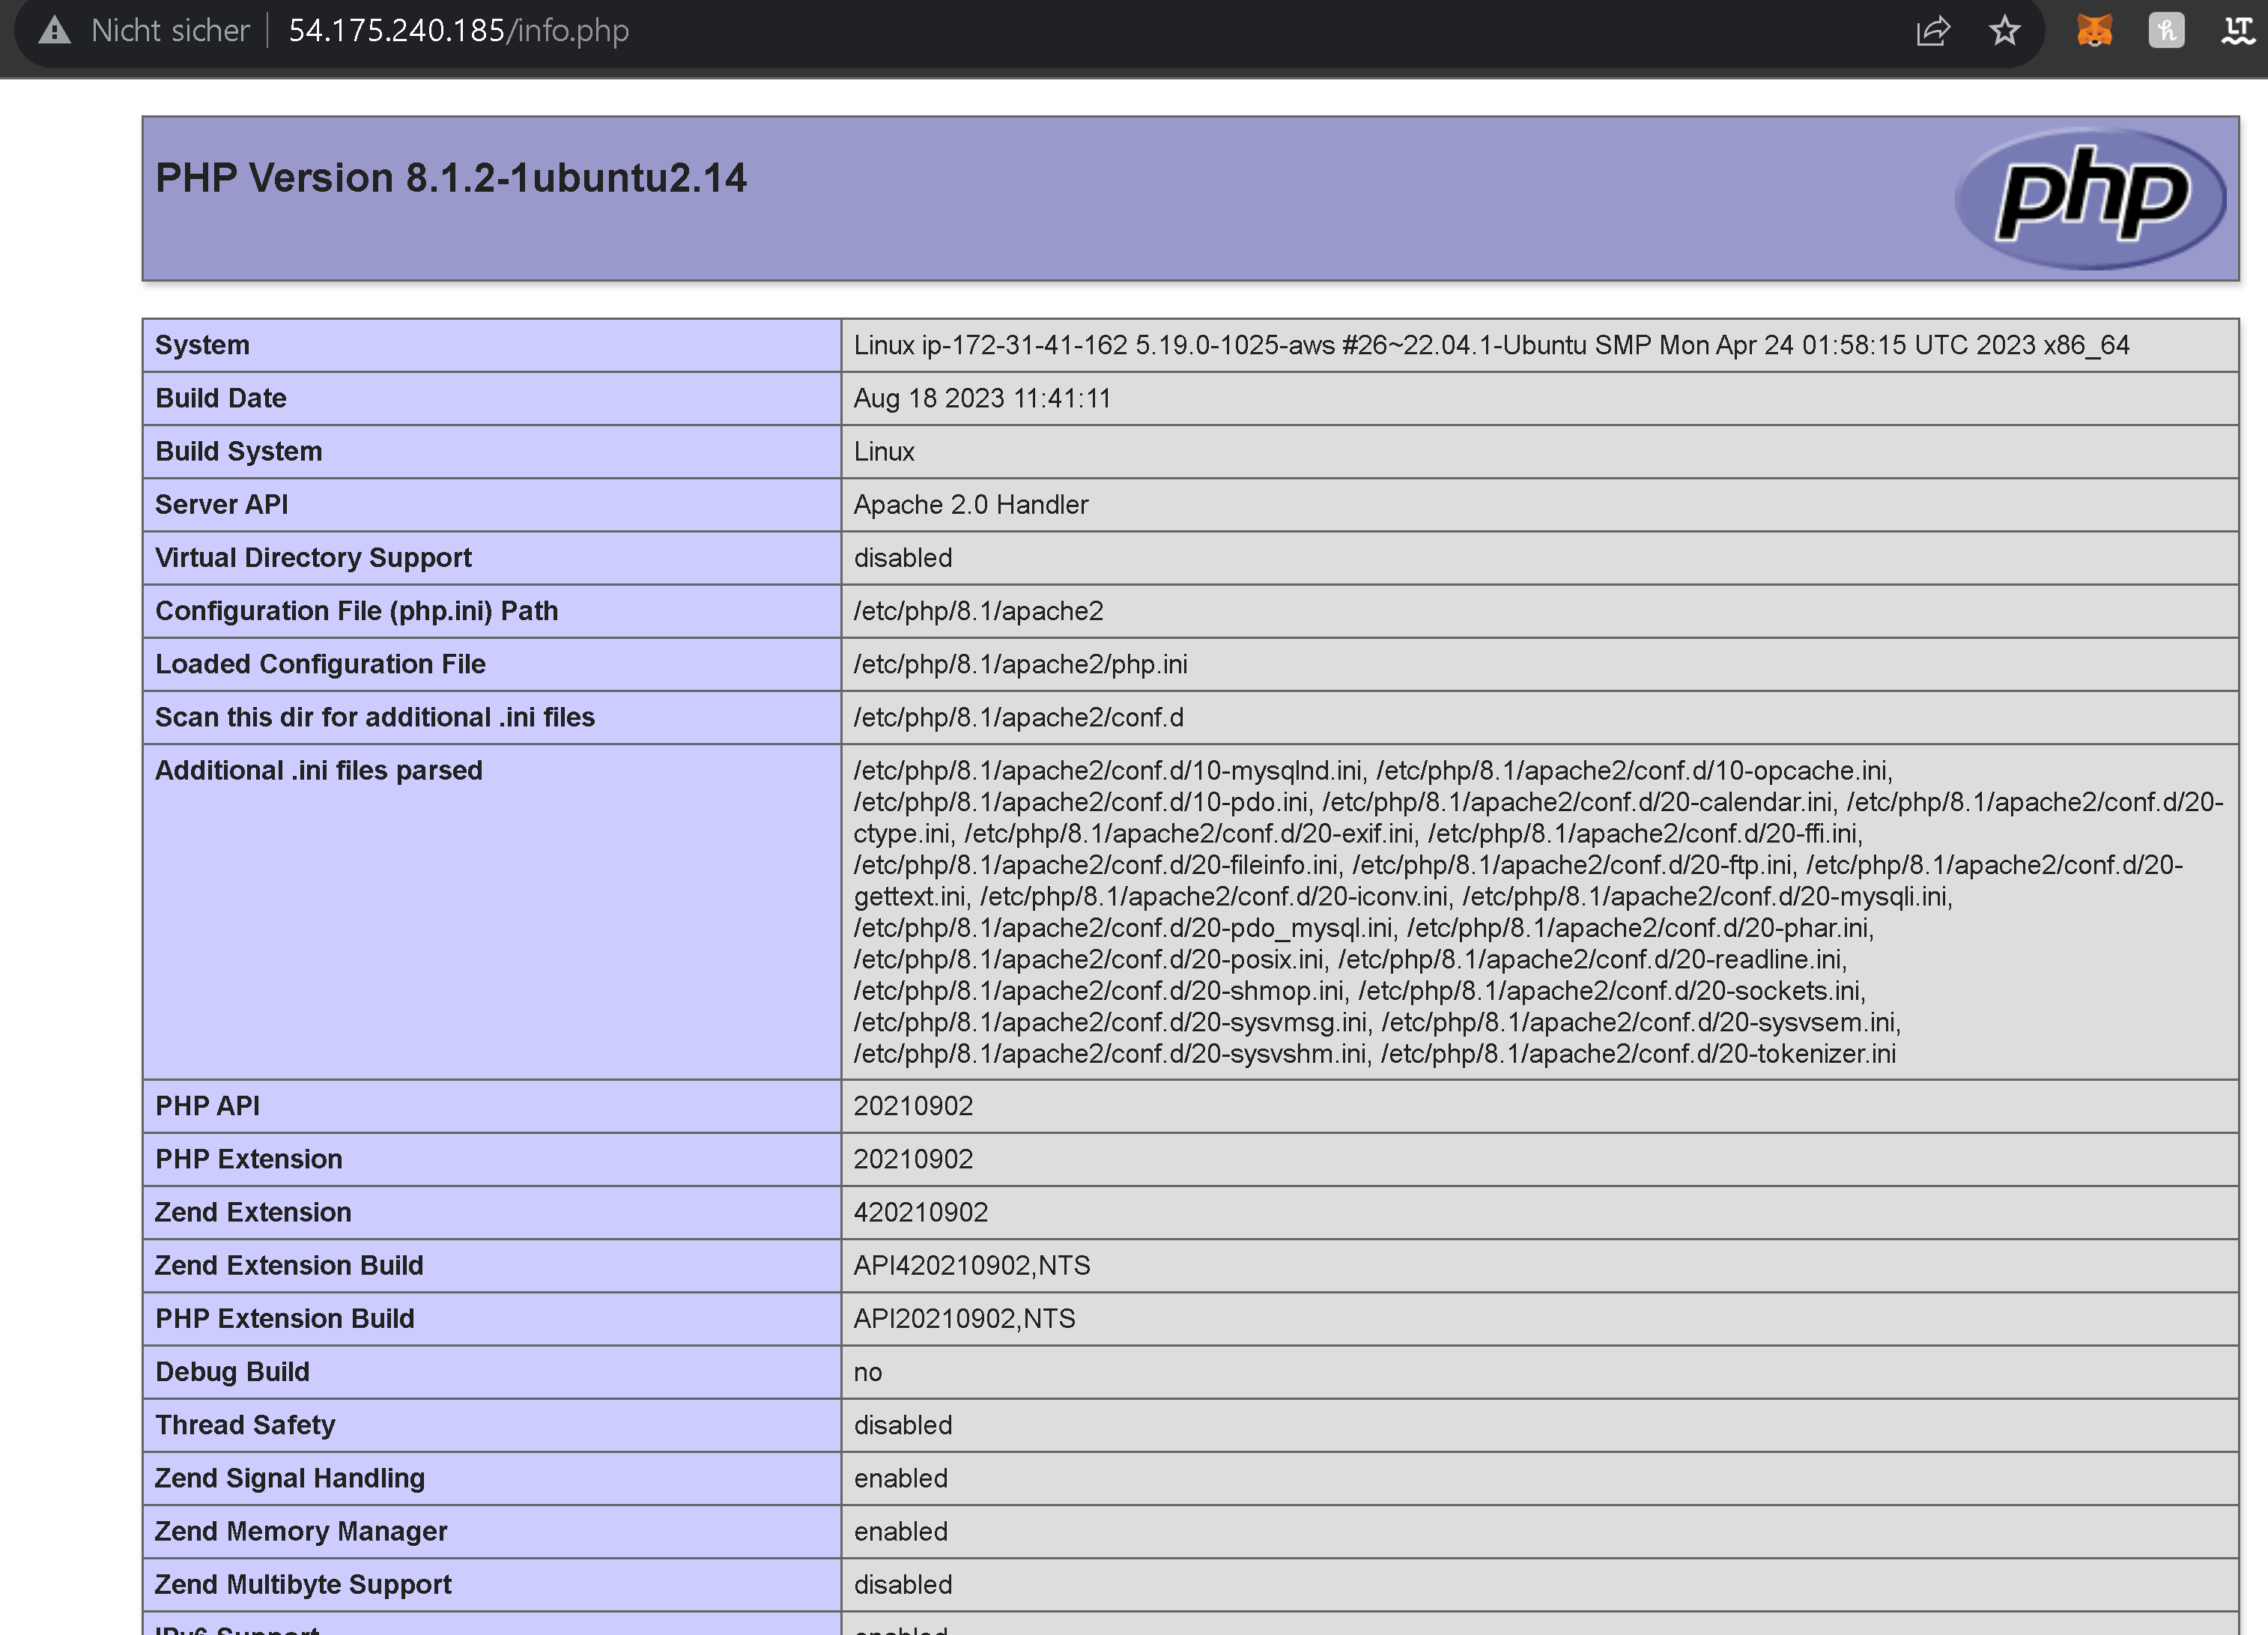 Nicht sicher 54.175.240.185/info.php
PHP Version 8.1.2-1ubuntu2.14
php
System Linux ip-172-31-41-162 5.19.0-1025-aws #26~22.04.1-Ubuntu SMP Mon Apr 24 01:58:15 UTC 2023 x86_64
Build Date Aug 18 2023 11:41:11
Build System Linux
Server API Apache 2.0 Handler
Virtual Directory Support disabled
Configuration File (php.ini) Path /etc/php/8.1/apache2
Loaded Configuration File /etc/php/8.1/apache2/php.ini
Scan this dir for additional .ini files /etc/php/8.1/apache2/conf.d
Additional .ini files parsed /etc/php/8.1/apache2/conf.d/10-mysqlnd.ini, /etc/php/8.1/apache2/conf.d/10-opcache.ini,
/etc/php/8.1/apache2/conf.d/10-pdo.ini, /etc/php/8.1/apache2/conf.d/20-calendar.ini, /etc/php/8.1/apache2/conf.d/20-
ctype.ini, /etc/php/8.1/apache2/conf.d/20-exif.ini, /etc/php/8.1/apache2/conf.d/20-ffi.ini,
/etc/php/8.1/apache2/conf.d/20-fileinfo.ini, /etc/php/8.1/apache2/conf.d/20-ftp.ini, /etc/php/8.1/apache2/conf.d/20-
gettext.ini, /etc/php/8.1/apache2/conf.d/20-iconv.ini, /etc/php/8.1/apache2/conf.d/20-mysqli.ini,
/etc/php/8.1/apache2/conf.d/20-pdo_mysql.ini, /etc/php/8.1/apache2/conf.d/20-phar.ini,
/etc/php/8.1/apache2/conf.d/20-posix.ini, /etc/php/8.1/apache2/conf.d/20-readline.ini,
/etc/php/8.1/apache2/conf.d/20-shmop.ini, /etc/php/8.1/apache2/conf.d/20-sockets.ini,
/etc/php/8.1/apache2/conf.d/20-sysvmsg.ini, /etc/php/8.1/apache2/conf.d/20-sysvsem.ini,
/etc/php/8.1/apache2/conf.d/20-sysvshm.ini, /etc/php/8.1/apache2/conf.d/20-tokenizer.ini
PHP API 20210902
PHP Extension 20210902
Zend Extension 420210902
Zend Extension Build API420210902,NTS
PHP Extension Build API20210902,NTS
Debug Build no
Thread Safety disabled
Zend Signal Handling enabled
Zend Memory Manager enabled
Zend Multibyte Support disabled
IPv6 Support enabled